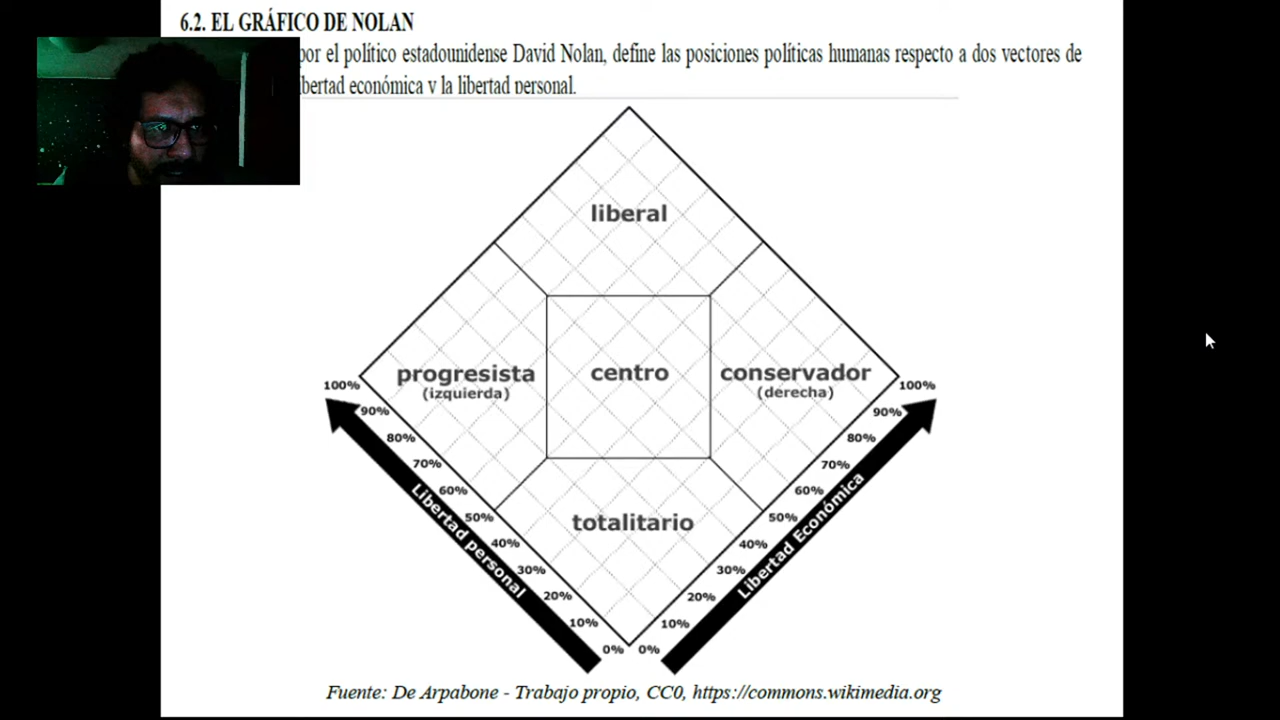 6.2. EL GRÁFICO DE NOLAN
por el político estadounidense David Nolan, define las posiciones políticas humanas respecto a dos vectores de
libertad económica y la libertad personal.
liberal
progresista
(izquierda)
centro
conservador
(derecha)
totalitario
100%
90%
80%
70%
60%
50%
40%
30%
20%
10%
0%
Libertad personal
100%
90%
80%
70%
60%
50%
40%
30%
20%
10%
0%
Libertad Económica
Fuente: De Arpabone - Trabajo propio, CC0, https://commons.wikimedia.org